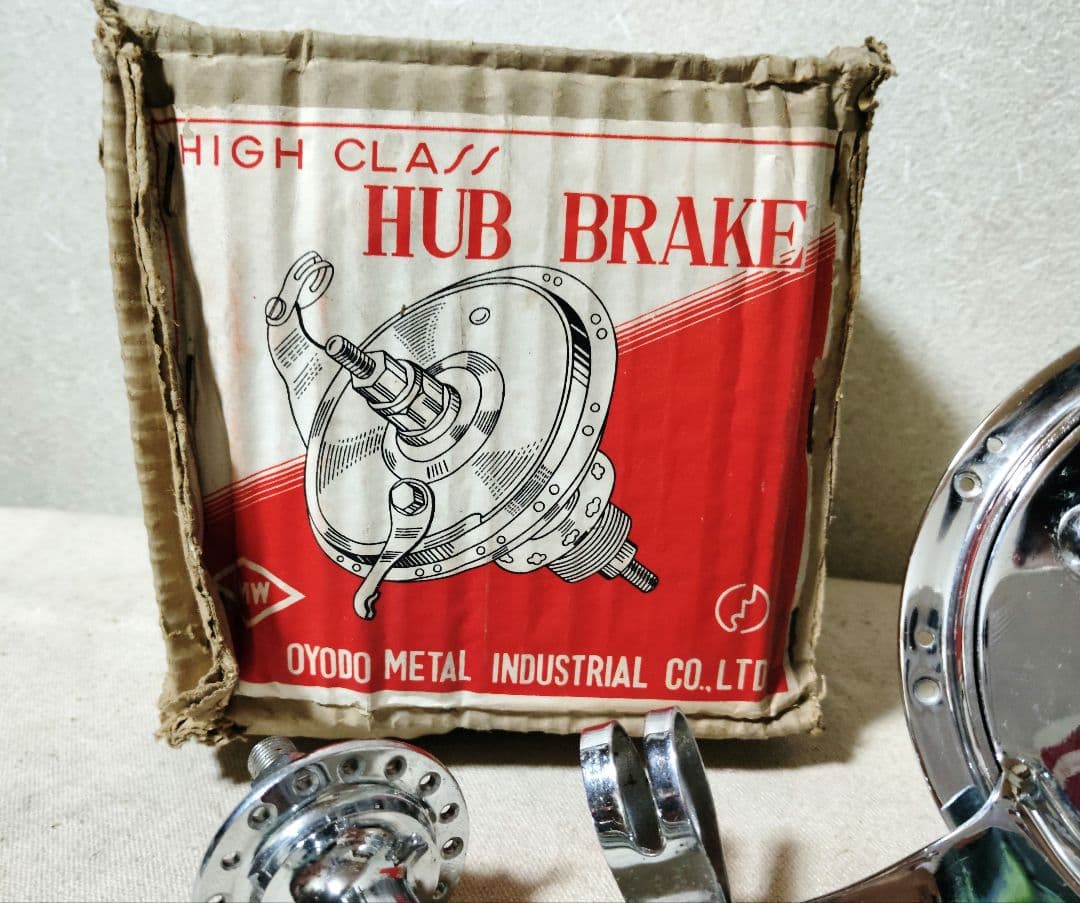 HIGH CLASS
HUB BRAKE
OYODO METAL INDUSTRIAL CO., LTD